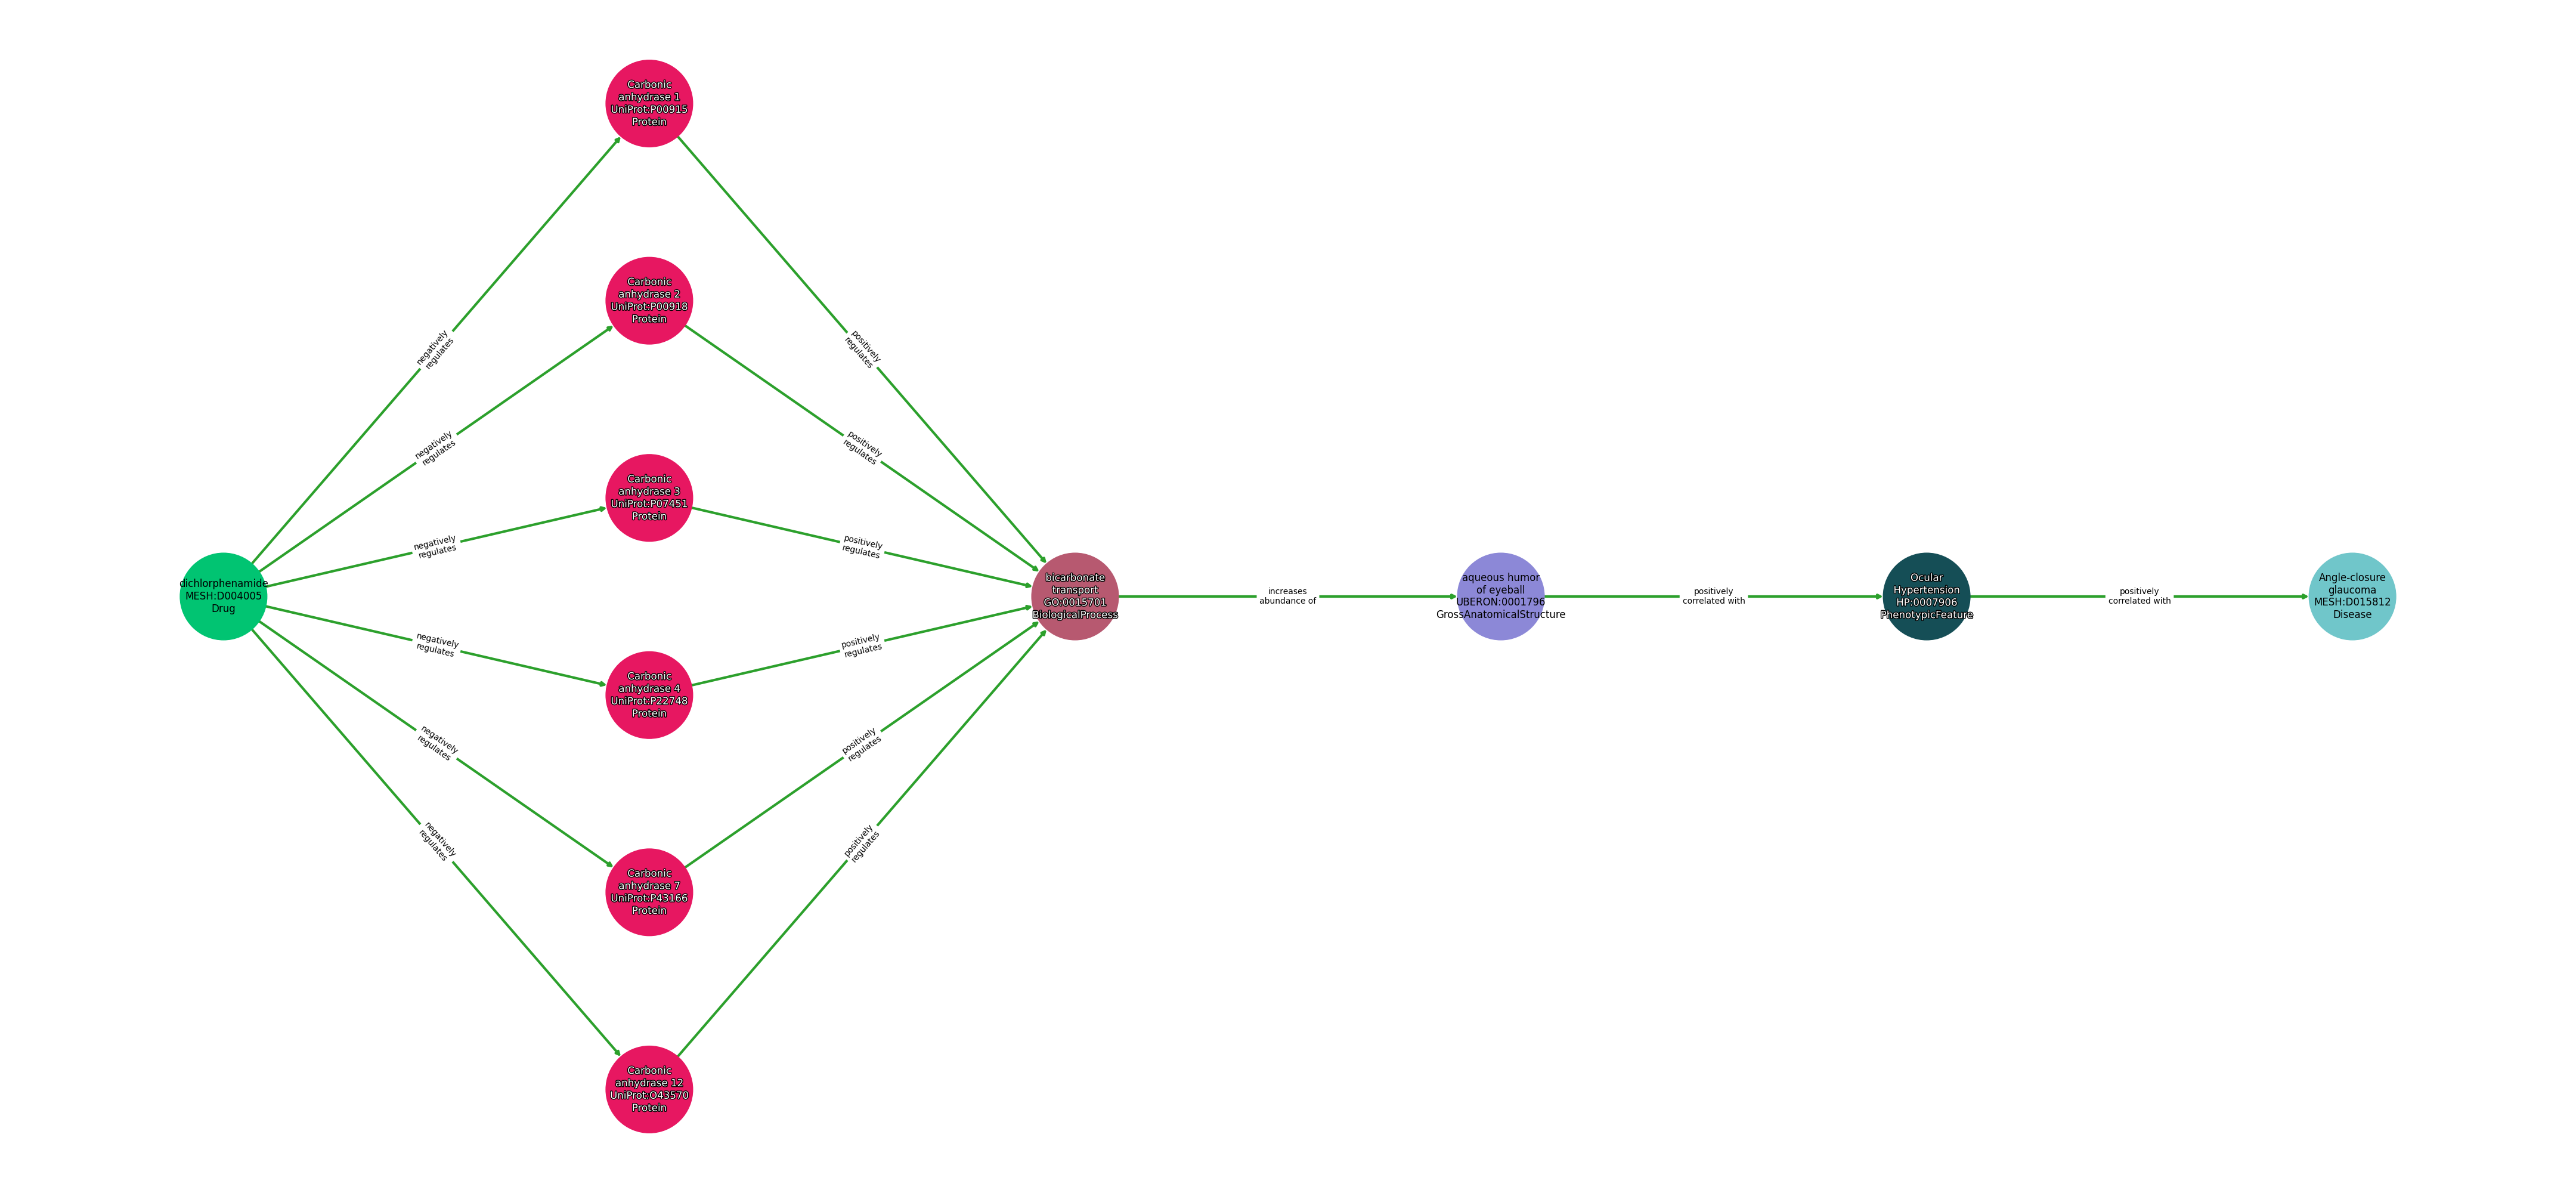 Carbonic
anhydrase 1
UniProt:P00915
Protein
Carbonic
anhydrase 2
UniProt:P00918
Protein
negatively
regulates
positively
regulates
negatively
regulates
positively
regulates
Carbonic
anhydrase 3
UniProt:P07451
Protein
negatively
regulates
positively
regulates
dichlorphenamide
MESH:D004005
Drug
bicarbonate
transport
GO:0015701
BiologicalProcess
increases
abundance of
aqueous humor
of eyeball
UBERON:0001796
GrossAnatomicalStructure
positively
correlated with
Ocular
Hypertension
HP:0007906
PhenotypicFeature
positively
correlated with
Angle-closure
glaucoma
MESH:D015812
Disease
negatively
regulates
positively
regulates
Carbonic
anhydrase 4
UniProt:P22748
Protein
negatively
regulates
positively
regulates
negatively
regulates
positively
regulates
Carbonic
anhydrase 7
UniProt:P43166
Protein
Carbonic
anhydrase 12
UniProt:O43570
Protein